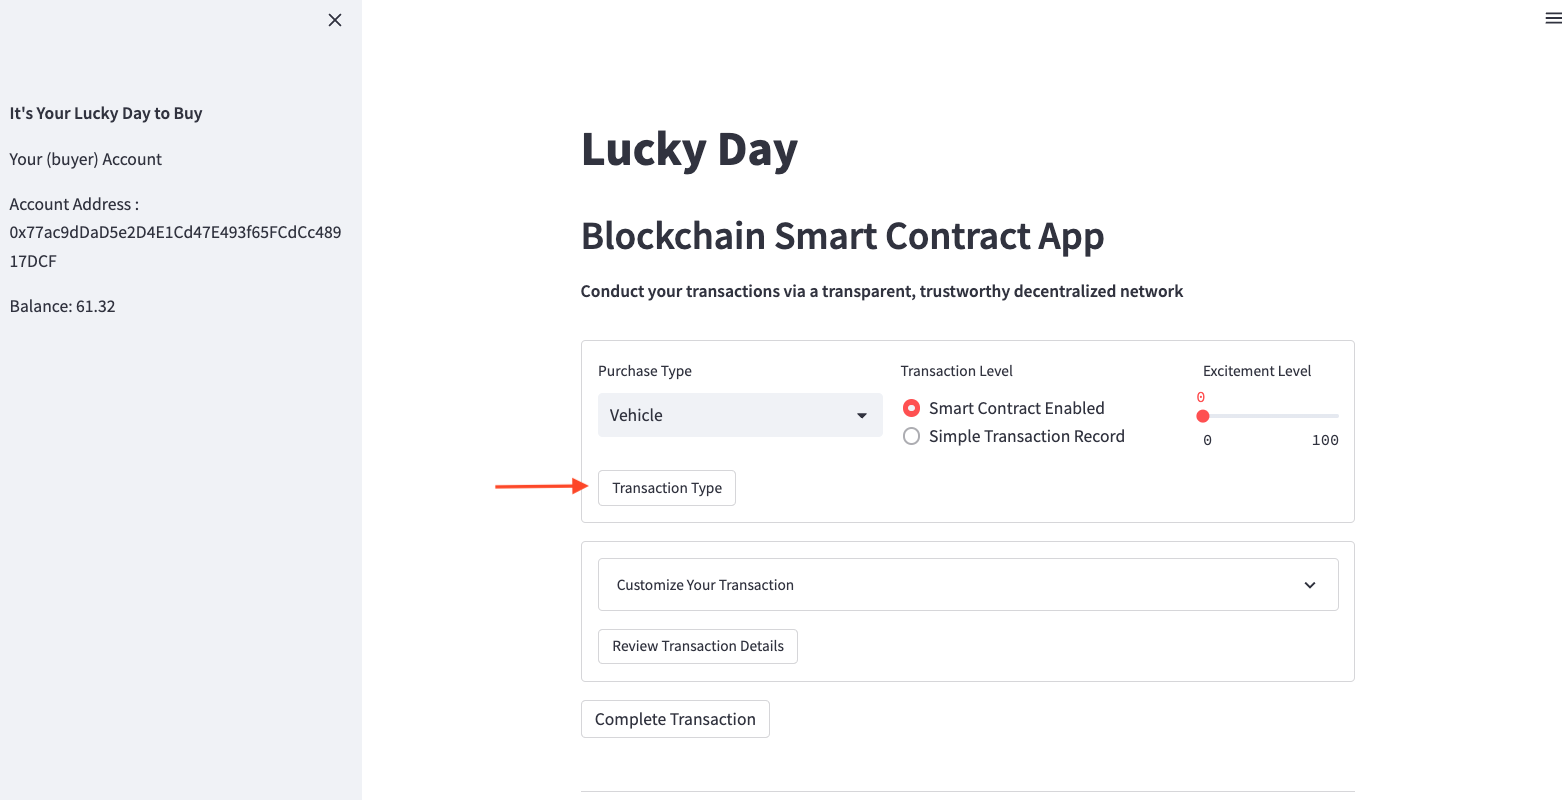 It's Your Lucky Day to Buy
Your (buyer) Account
Account Address :
0x77ac9dDaD5e2D4E1Cd47E493f65FCdCc489
17DCF
Balance: 61.32
Lucky Day
Blockchain Smart Contract App
Conduct your transactions via a transparent, trustworthy decentralized network
Purchase Type
Vehicle
Transaction Level
Smart Contract Enabled
Simple Transaction Record
Excitement Level
0
0 100
Transaction Type
Customize Your Transaction
Review Transaction Details
Complete Transaction